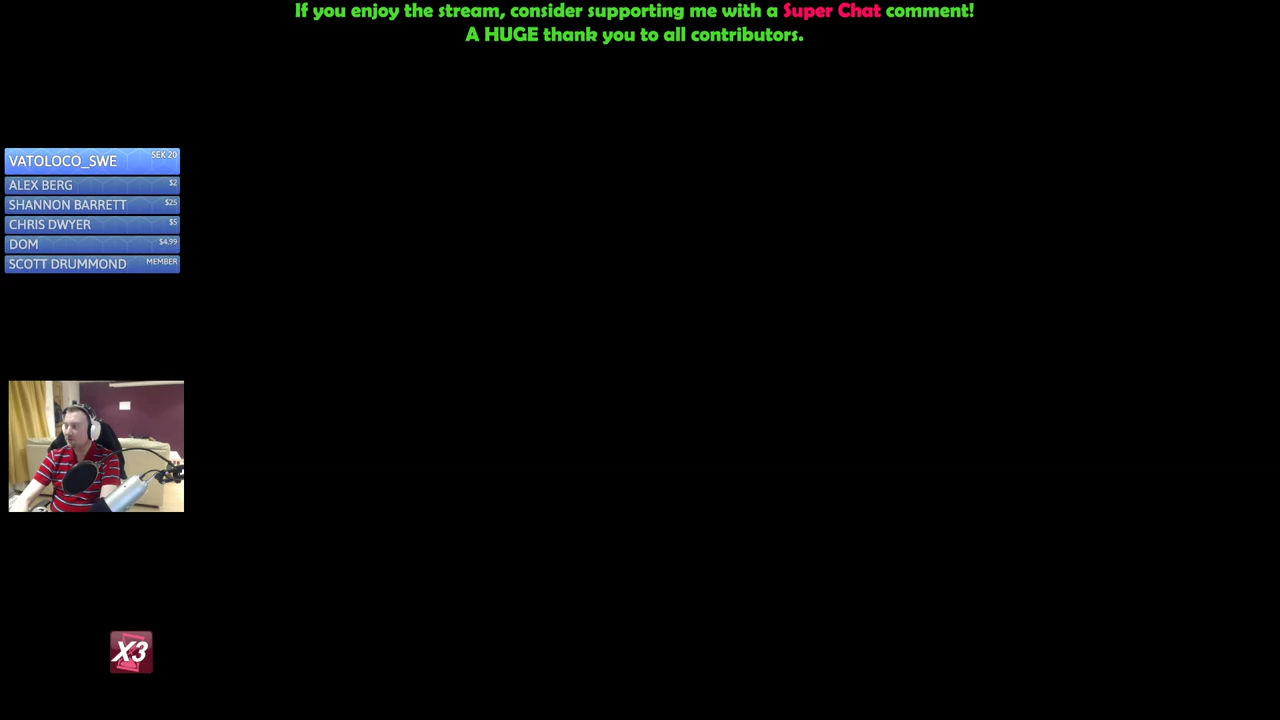 If you enjoy the stream, consider supporting me with a Super Chat comment!
A HUGE thank you to all contributors.
VATOLOCO_SWE SEK 20
ALEX BERG $2
SHANNON BARRETT $25
CHRIS DWYER $5
DOM $4.99
SCOTT DRUMMOND MEMBER
X3